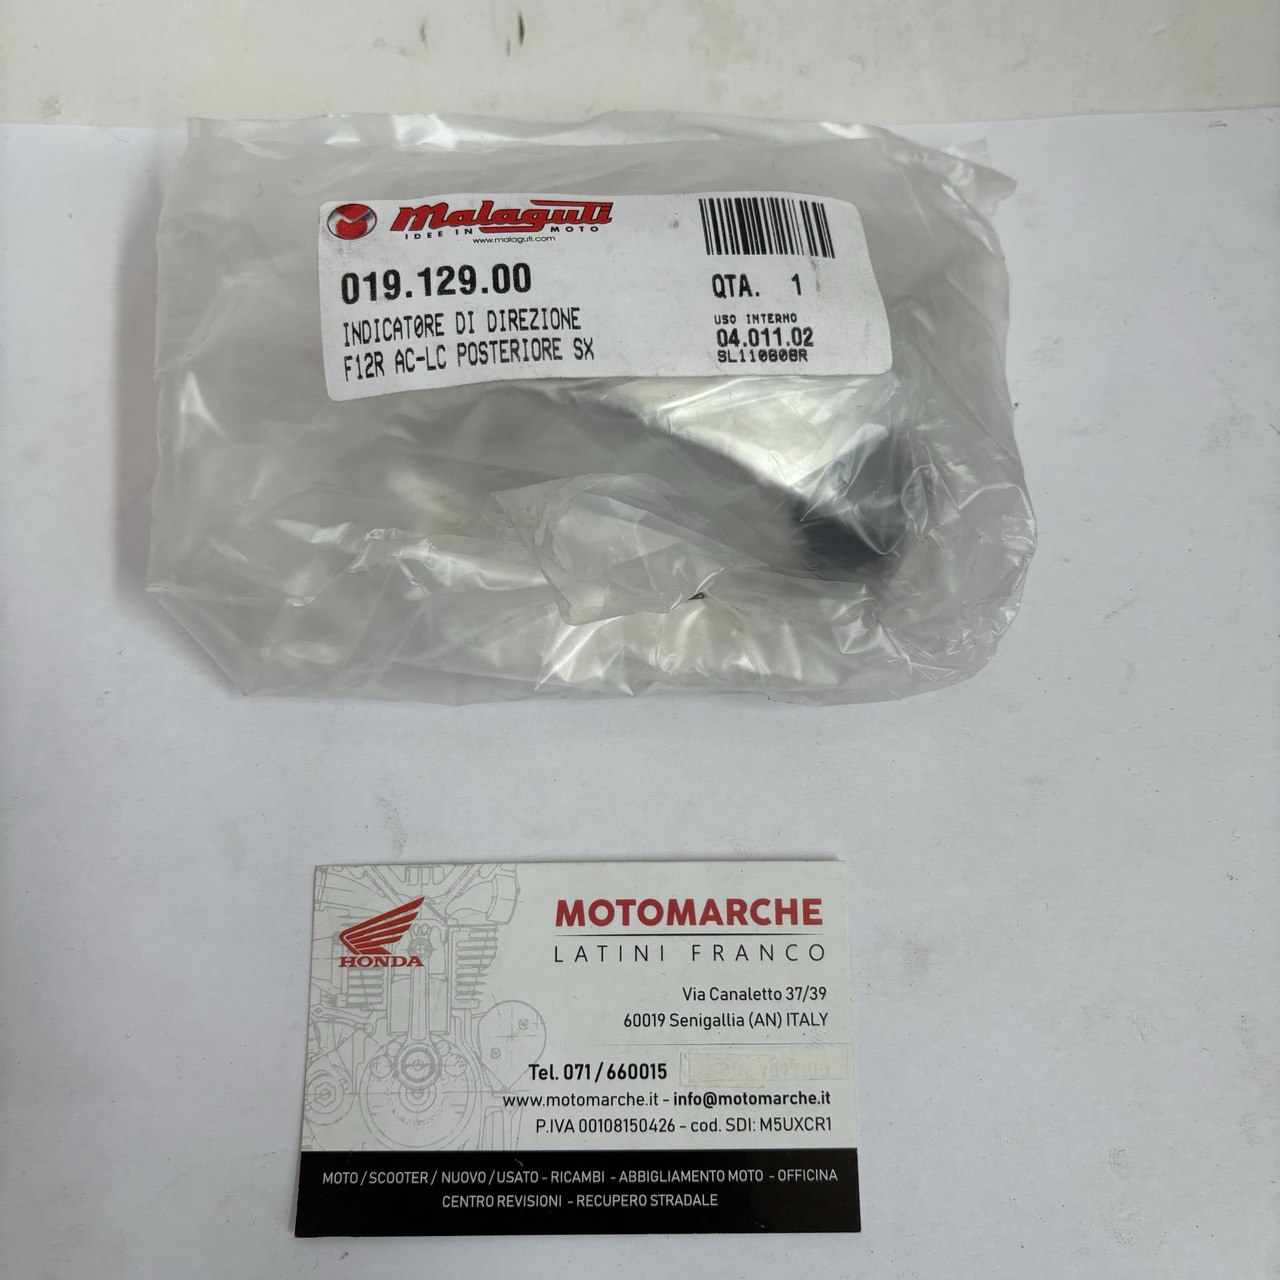 Malaguti
IDEE IN MOTO
www.malaguti.com
019.129.00
QTA. 1
INDICATORE DI DIREZIONE
F12R AC-LC POSTERIORE SX
USO INTERNO
04.011.02
SL110808R
HONDA
MOTOMARCHE
LATINI FRANCO
Via Canaletto 37/39
60019 Senigallia (AN) ITALY
Tel. 071/660015
www.motomarche.it - info@motomarche.it
P.IVA 00108150426 - cod. SDI: M5UXCR1
MOTO/SCOOTER/ NUOVO/USATO - RICAMBI - ABBIGLIAMENTO MOTO - OFFICINA
CENTRO REVISIONI - RECUPERO STRADALE